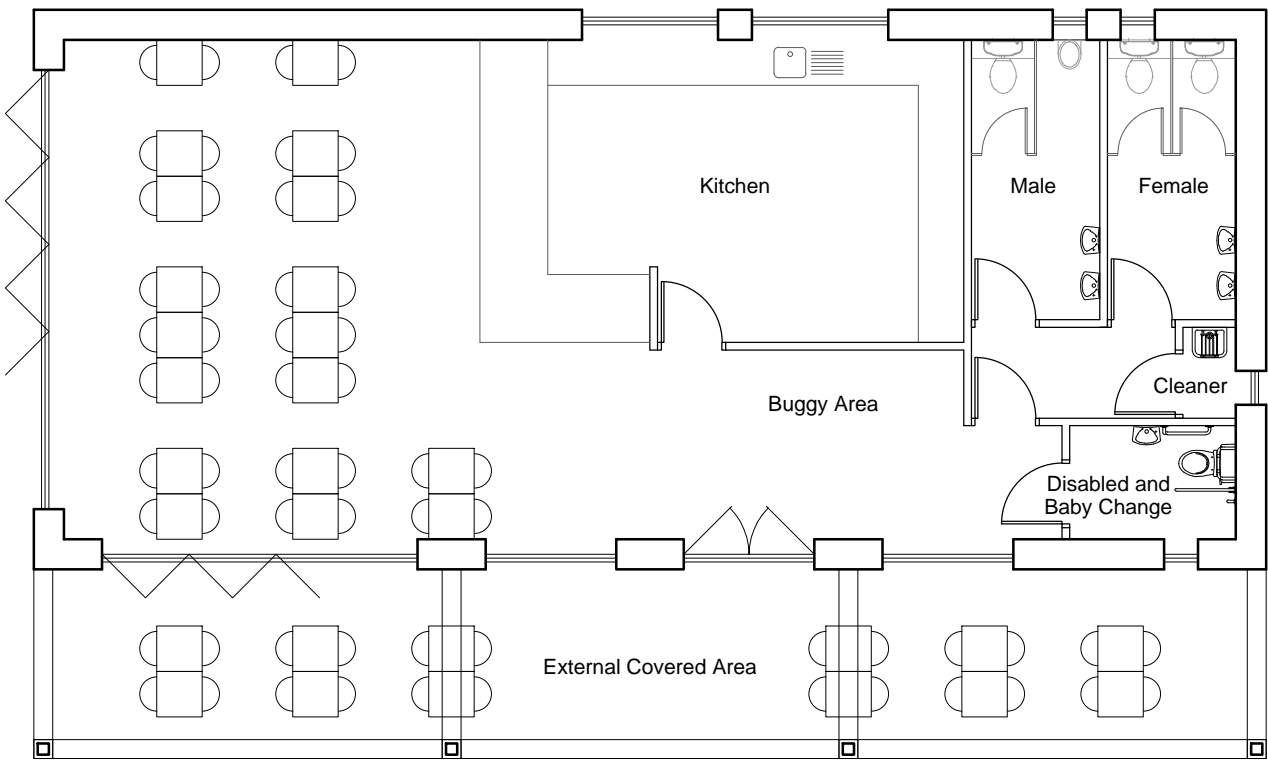 Kitchen
Male
Female
Buggy Area
Cleaner
Disabled and
Baby Change
External Covered Area